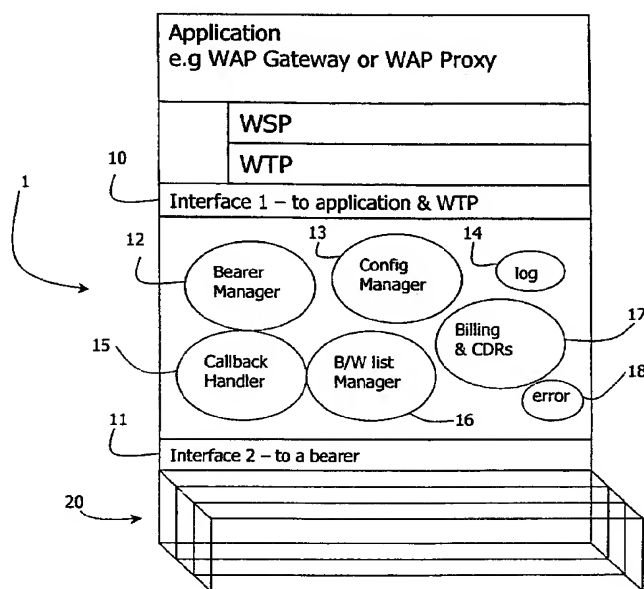 Application
e.g WAP Gateway or WAP Proxy
WSP
WTP
10
Interface 1 – to application & WTP
1
12
13
14
Bearer
Manager
Config
Manager
log
17
Billing
& CDRs
15
Callback
Handler
B/W list
Manager
18
error
16
11
Interface 2 – to a bearer
20